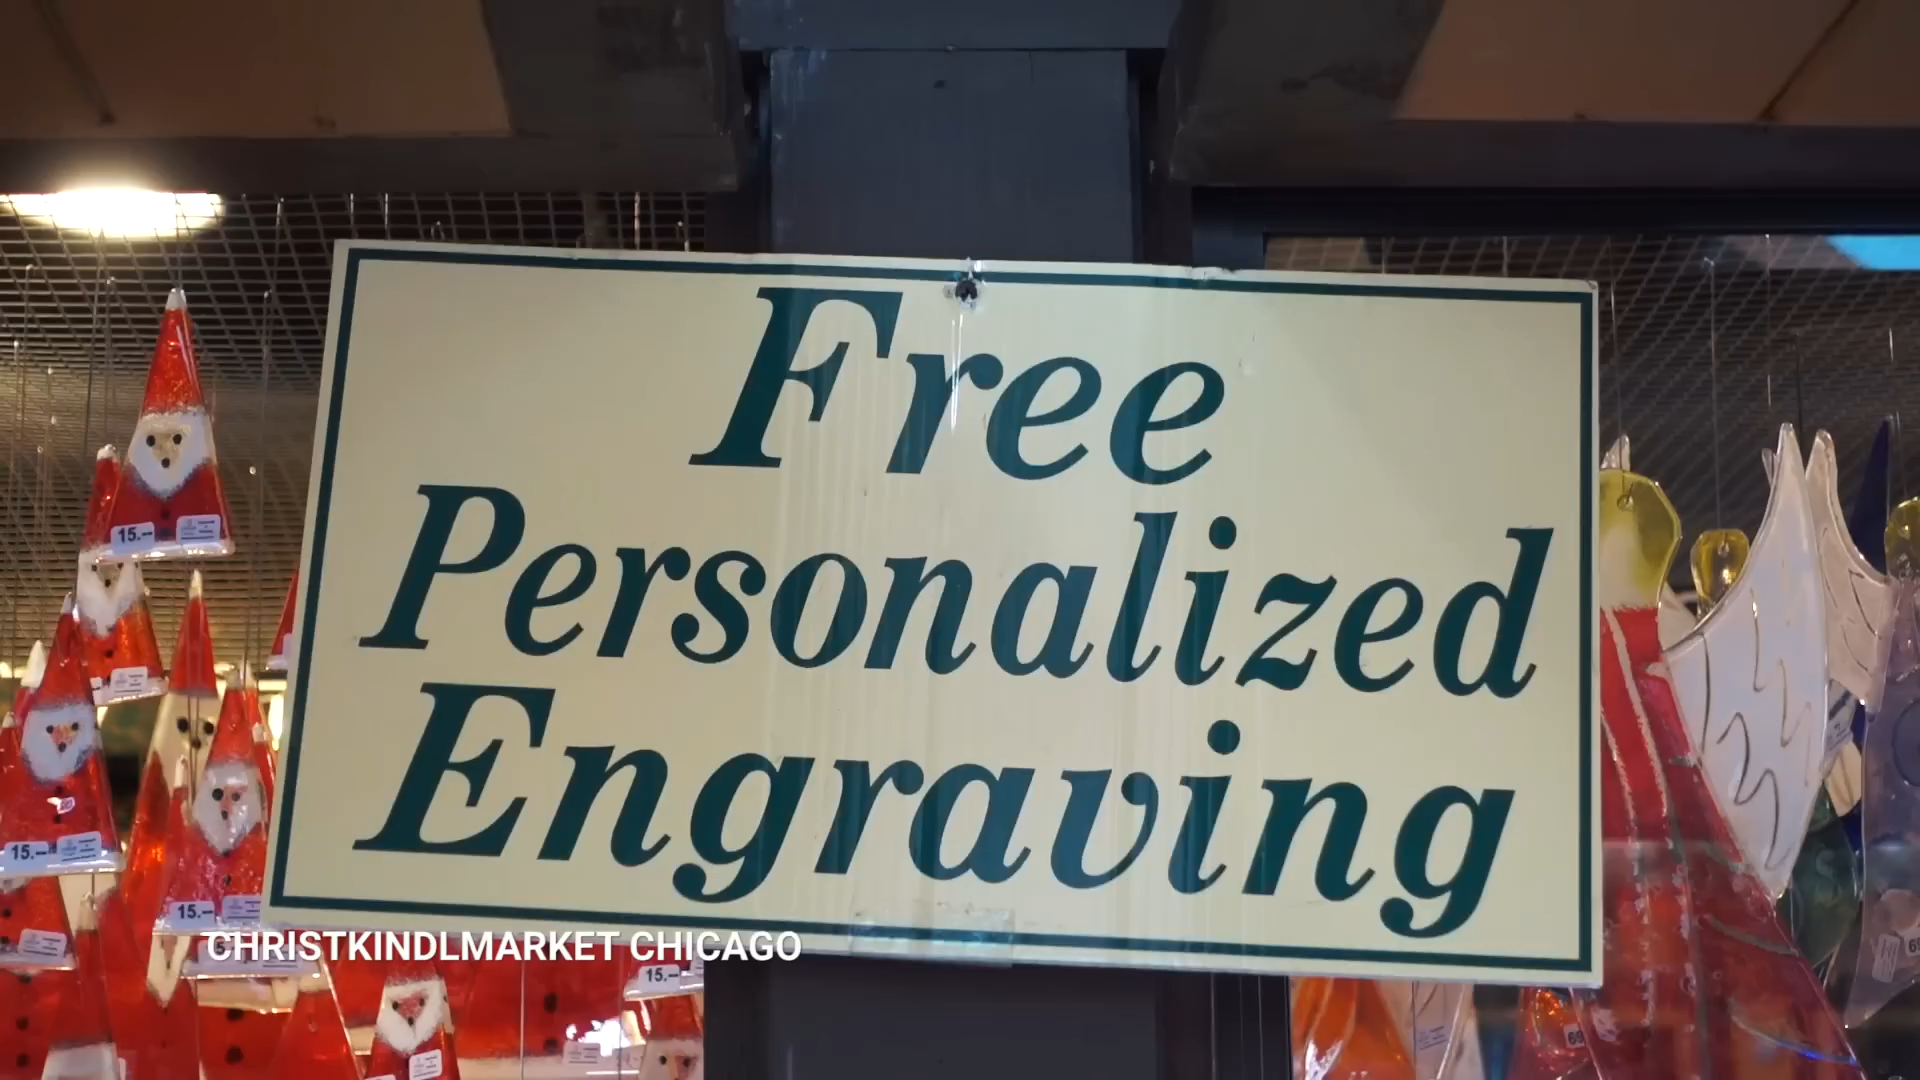 Free
Personalized
Engraving
15.–
15.–
15.–
15.–
CHRISTKINDLMARKET CHICAGO